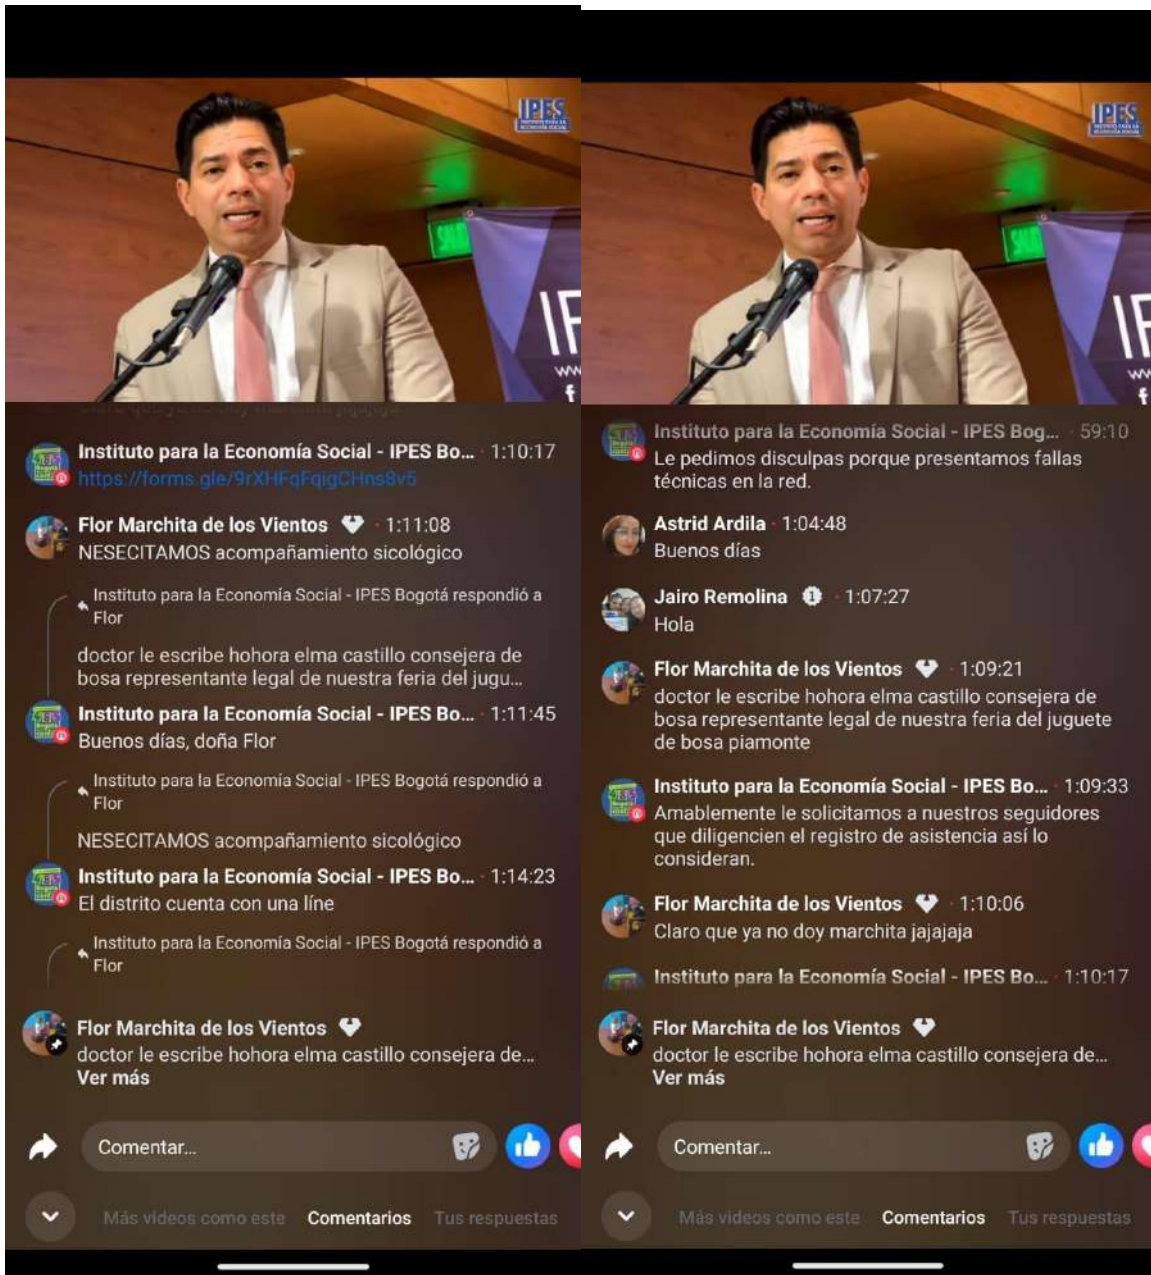 IPES
INSTITUTO PARA LA
ECONOMÍA SOCIAL
Instituto para la Economía Social - IPES Bo... · 1:10:17
https://forms.gle/9rXHFqFqigCHns8v5
Flor Marchita de los Vientos · 1:11:08
NESECITAMOS acompañamiento sicológico
Instituto para la Economía Social - IPES Bogotá respondió a
Flor
doctor le escribe hohora elma castillo consejera de
bosa representante legal de nuestra feria del jugu...
Instituto para la Economía Social - IPES Bo... · 1:11:45
Buenos días, doña Flor
Instituto para la Economía Social - IPES Bogotá respondió a
Flor
NESECITAMOS acompañamiento sicológico
Instituto para la Economía Social - IPES Bo... · 1:14:23
El distrito cuenta con una líne
Instituto para la Economía Social - IPES Bogotá respondió a
Flor
Flor Marchita de los Vientos
doctor le escribe hohora elma castillo consejera de...
Ver más
Comentar...
Más videos como este Comentarios Tus respuestas
IPES
INSTITUTO PARA LA
ECONOMÍA SOCIAL
Instituto para la Economía Social - IPES Bog... · 59:10
Le pedimos disculpas porque presentamos fallas
técnicas en la red.
Astrid Ardila · 1:04:48
Buenos días
Jairo Remolina 1 · 1:07:27
Hola
Flor Marchita de los Vientos · 1:09:21
doctor le escribe hohora elma castillo consejera de
bosa representante legal de nuestra feria del juguete
de bosa piamonte
Instituto para la Economía Social - IPES Bo... · 1:09:33
Amablemente le solicitamos a nuestros seguidores
que diligencien el registro de asistencia así lo
consideran.
Flor Marchita de los Vientos · 1:10:06
Claro que ya no doy marchita jajajaja
Instituto para la Economía Social - IPES Bo... · 1:10:17
Flor Marchita de los Vientos
doctor le escribe hohora elma castillo consejera de...
Ver más
Comentar...
Más videos como este Comentarios Tus respuestas